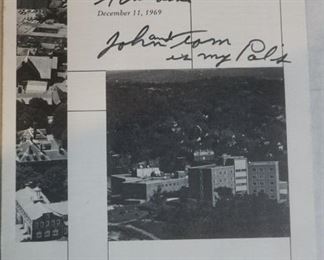 December 11, 1969
and
John Tom
is my Pals